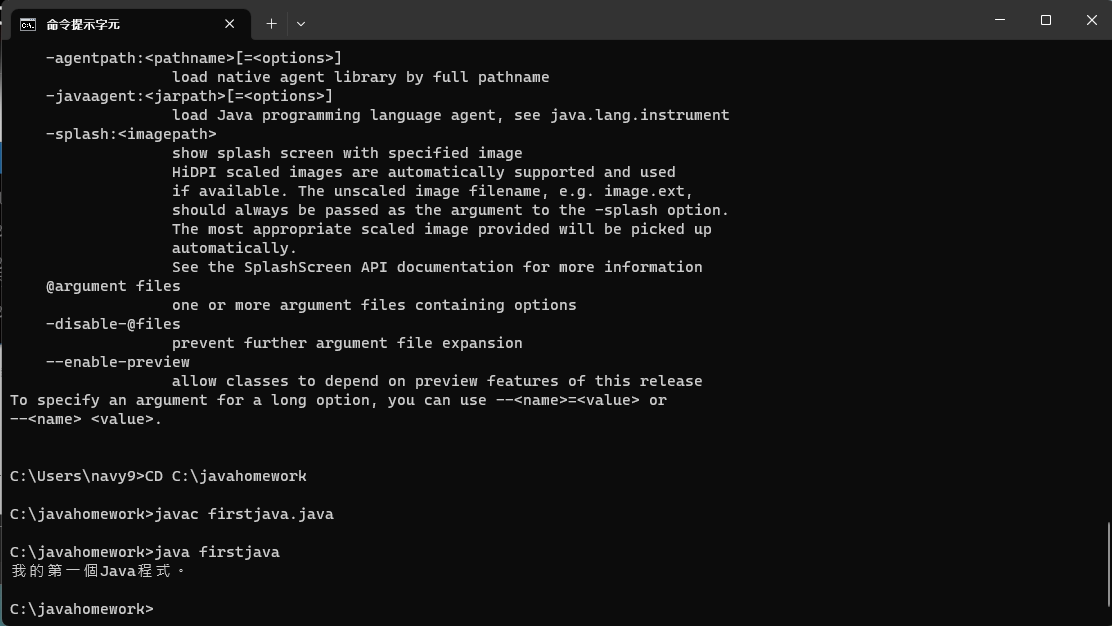 命令提示字元
-agentpath:<pathname>[=<options>]
load native agent library by full pathname
-javaagent:<jarpath>[=<options>]
load Java programming language agent, see java.lang.instrument
-splash:<imagepath>
show splash screen with specified image
HiDPI scaled images are automatically supported and used
if available. The unscaled image filename, e.g. image.ext,
should always be passed as the argument to the -splash option.
The most appropriate scaled image provided will be picked up
automatically.
See the SplashScreen API documentation for more information
@argument files
one or more argument files containing options
-disable-@files
prevent further argument file expansion
--enable-preview
allow classes to depend on preview features of this release
To specify an argument for a long option, you can use --<name>=<value> or
--<name> <value>.
C:\Users\navy9>CD C:\javahomework
C:\javahomework>javac firstjava.java
C:\javahomework>java firstjava
我的第一個Java程式。
C:\javahomework>